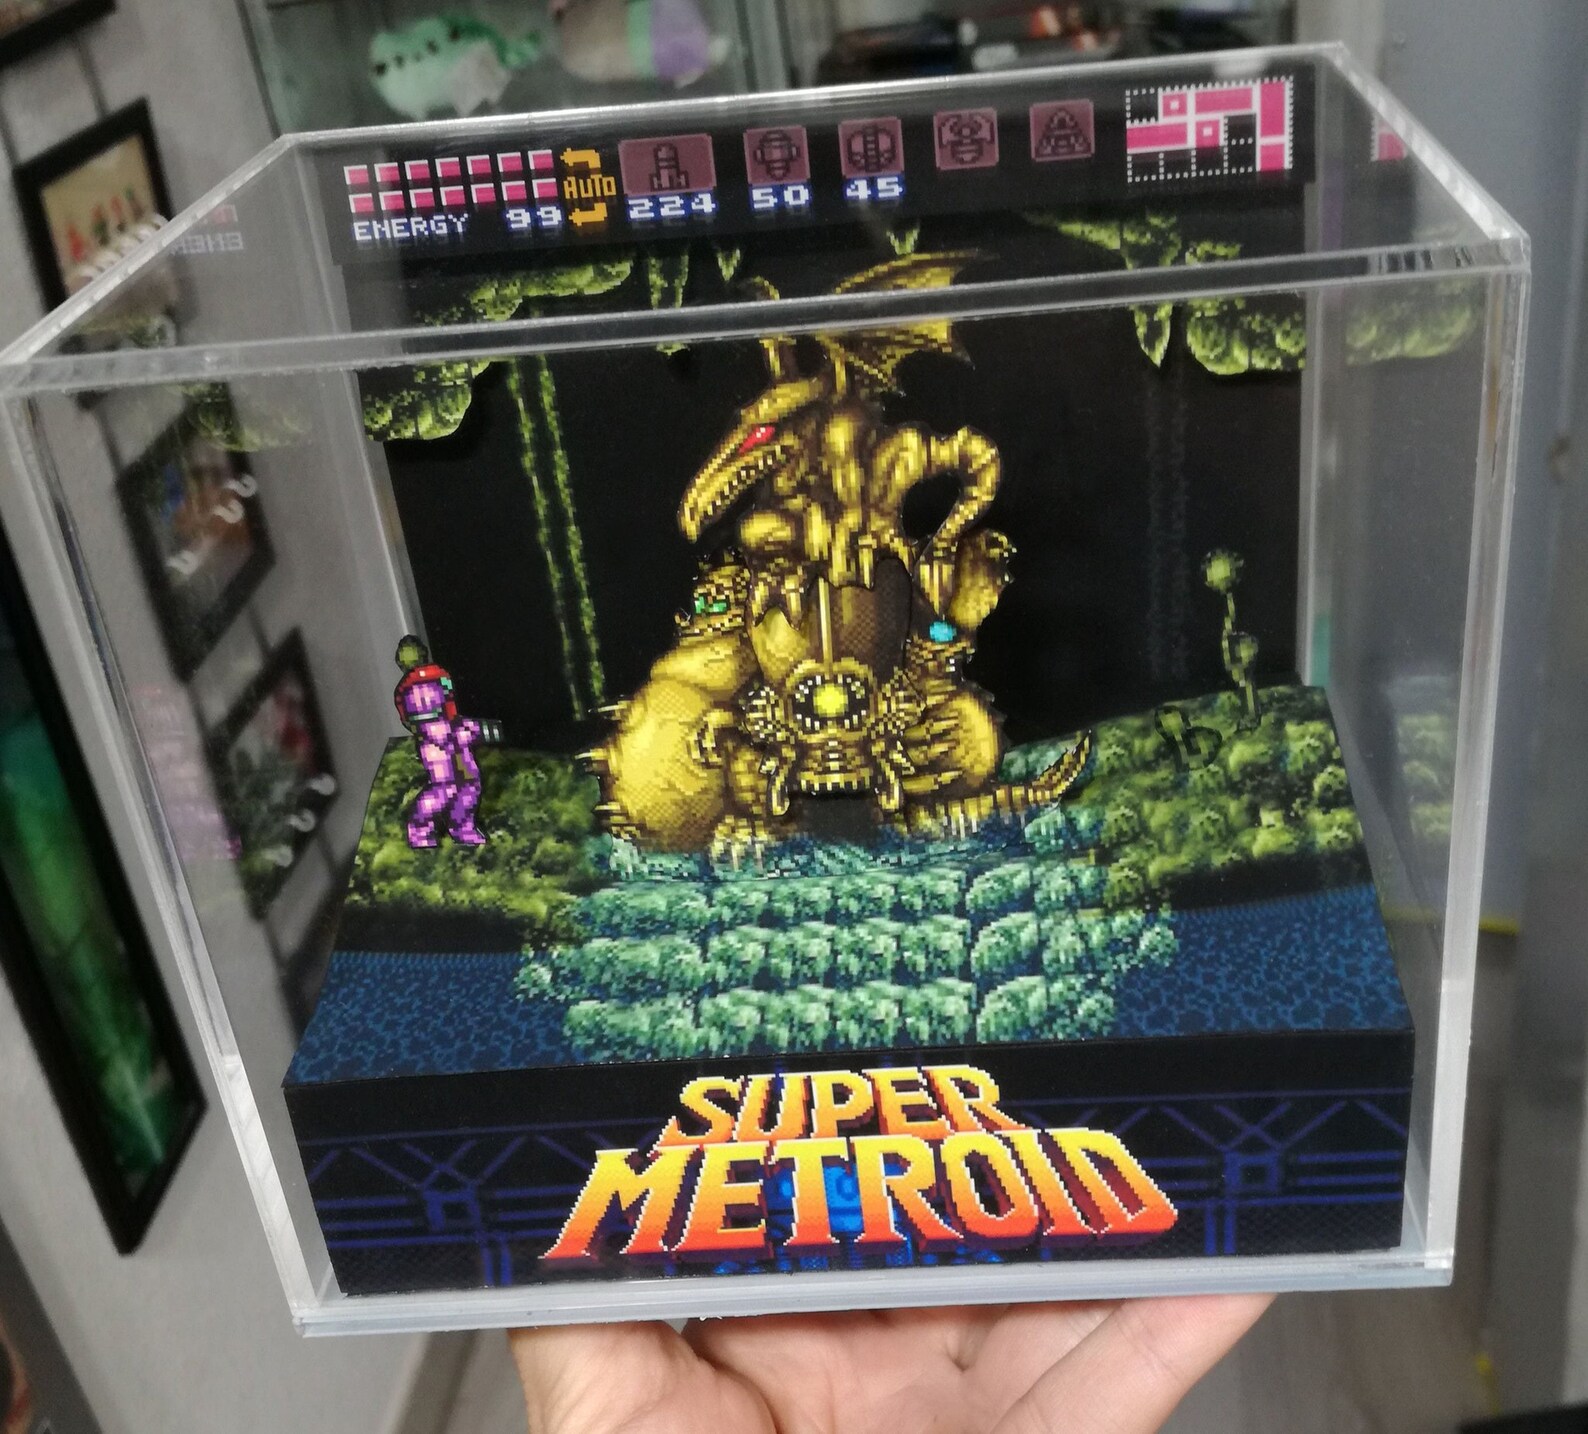 AUTO
ENERGY 99 224 50 45
SUPER
METROID